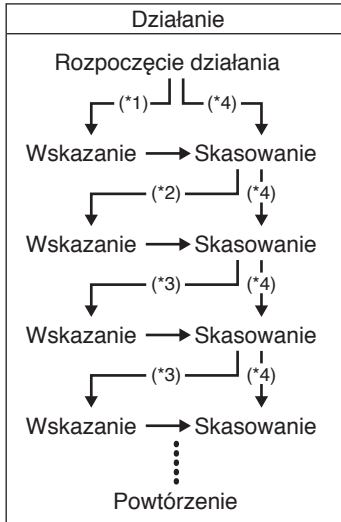 Działanie
Rozpoczęcie działania
(*1) (*4)
Wskazanie Skasowanie
(*2) (*4)
Wskazanie Skasowanie
(*3) (*4)
Wskazanie Skasowanie
(*3) (*4)
Wskazanie Skasowanie
Powtórzenie